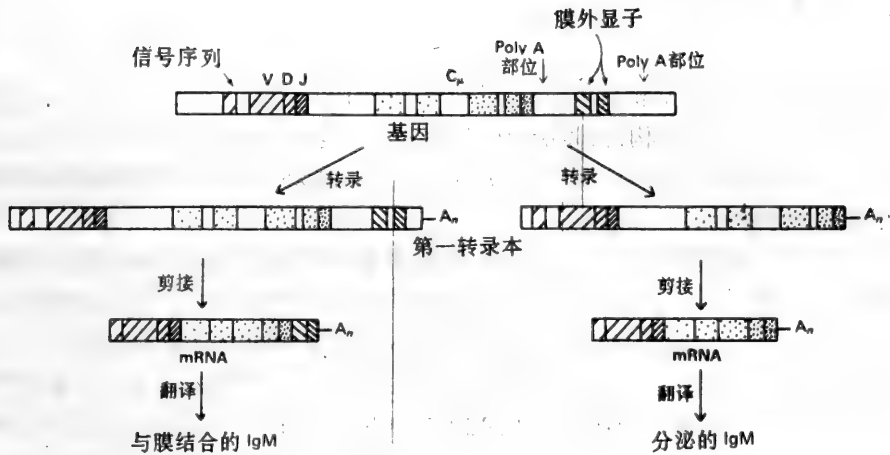 膜外显子
信号序列
Poly A
部位
Poly A部位
V D J
Cμ
基因
转录
转录
Aₙ
Aₙ
第一转录本
剪接
剪接
Aₙ
Aₙ
mRNA
mRNA
翻译
翻译
与膜结合的 IgM
分泌的 IgM